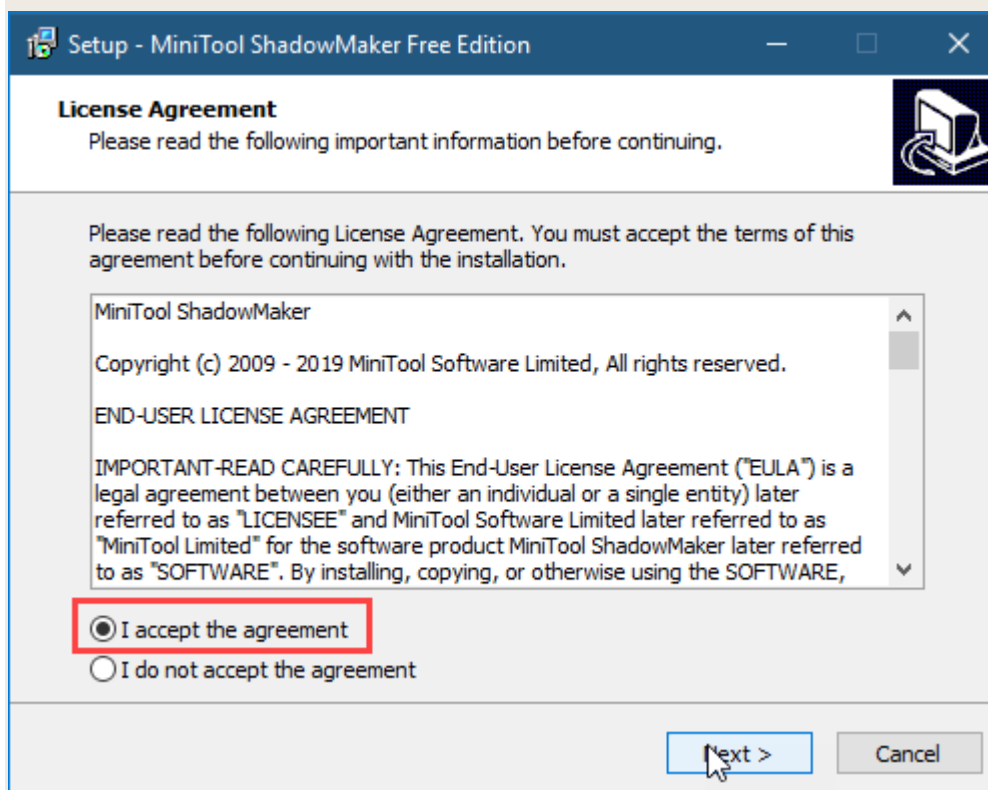 Setup - MiniTool ShadowMaker Free Edition
License Agreement
Please read the following important information before continuing.
Please read the following License Agreement. You must accept the terms of this
agreement before continuing with the installation.
MiniTool ShadowMaker
Copyright (c) 2009 - 2019 MiniTool Software Limited, All rights reserved.
END-USER LICENSE AGREEMENT
IMPORTANT-READ CAREFULLY: This End-User License Agreement ("EULA") is a
legal agreement between you (either an individual or a single entity) later
referred to as "LICENSEE" and MiniTool Software Limited later referred to as
"MiniTool Limited" for the software product MiniTool ShadowMaker later referred
to as "SOFTWARE". By installing, copying, or otherwise using the SOFTWARE,
I accept the agreement
I do not accept the agreement
Next > Cancel